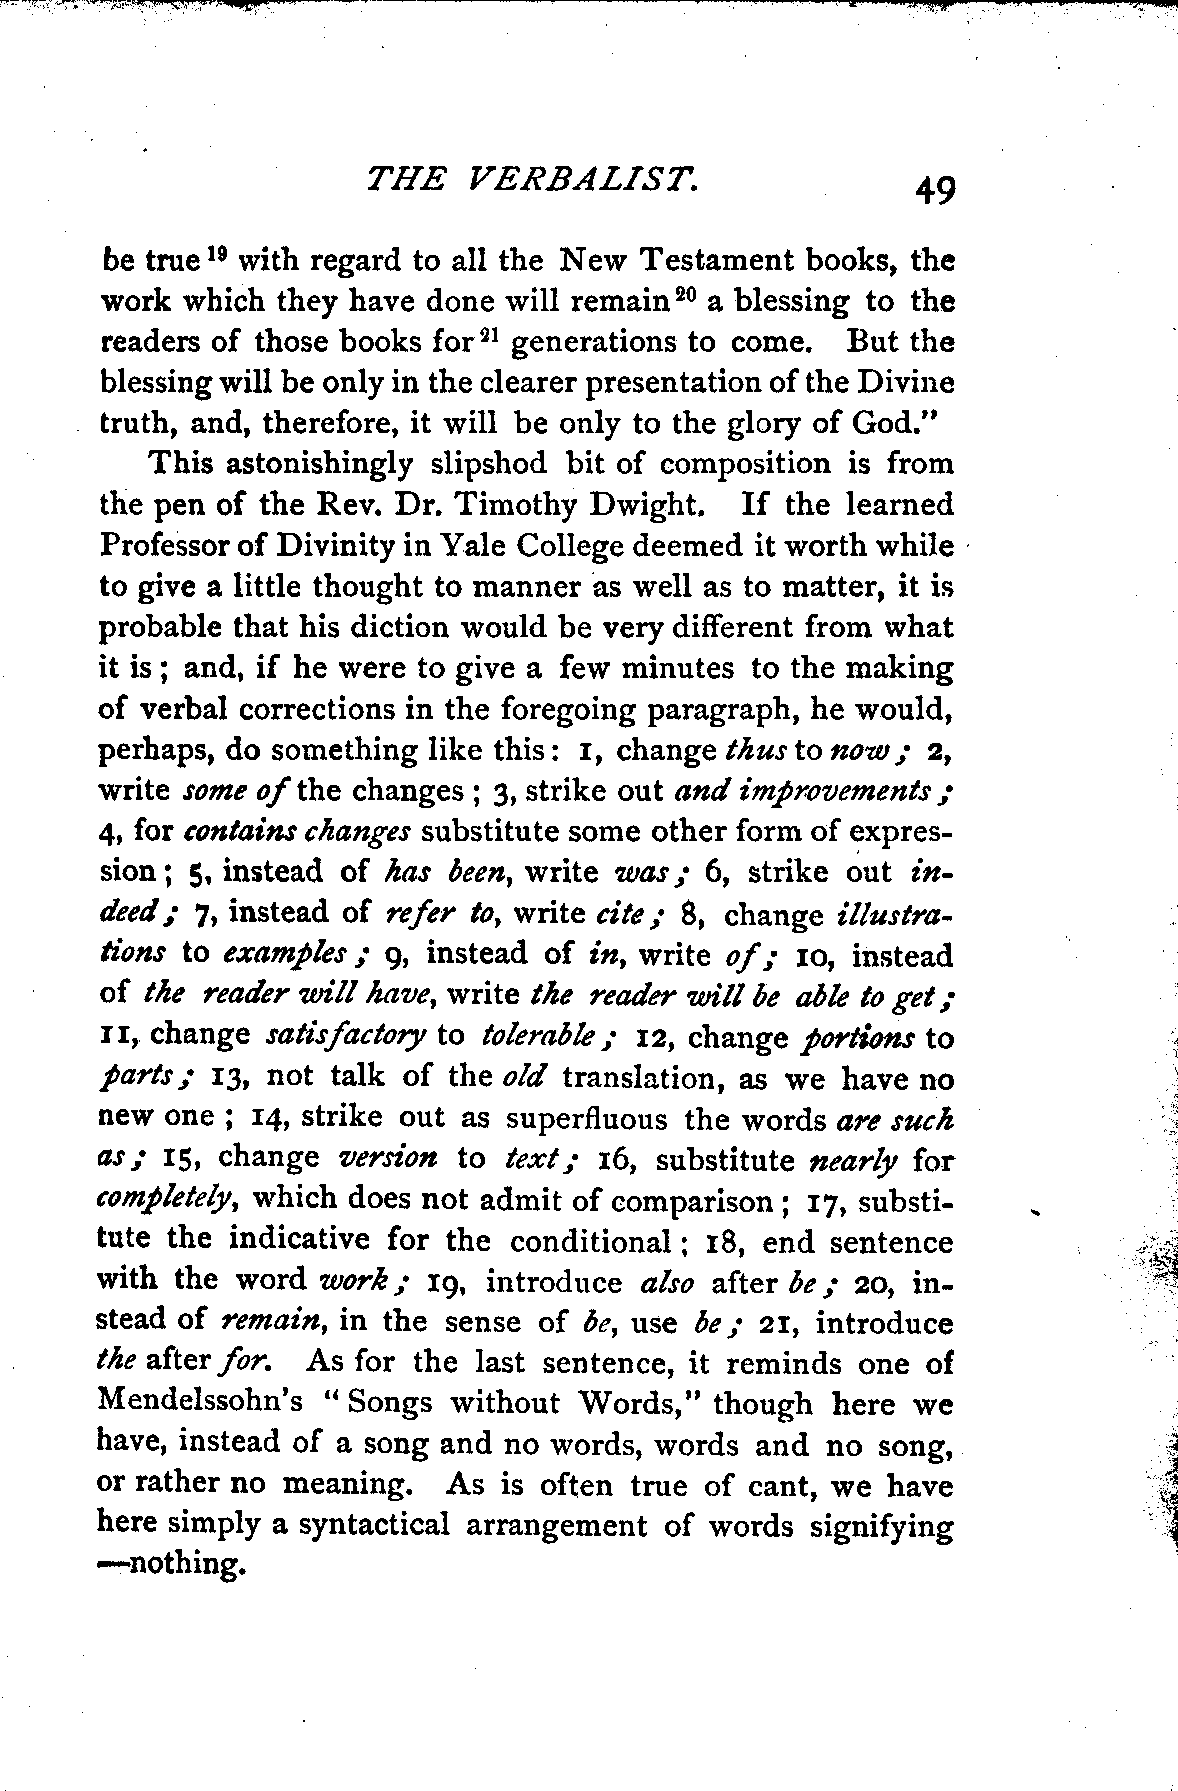 THE VERBALIST. 49
be true¹⁹ with regard to all the New Testament books, the
work which they have done will remain²⁰ a blessing to the
readers of those books for²¹ generations to come. But the
blessing will be only in the clearer presentation of the Divine
truth, and, therefore, it will be only to the glory of God."
This astonishingly slipshod bit of composition is from
the pen of the Rev. Dr. Timothy Dwight. If the learned
Professor of Divinity in Yale College deemed it worth while
to give a little thought to manner as well as to matter, it is
probable that his diction would be very different from what
it is; and, if he were to give a few minutes to the making
of verbal corrections in the foregoing paragraph, he would,
perhaps, do something like this: 1, change thus to now; 2,
write some of the changes; 3, strike out and improvements;
4, for contains changes substitute some other form of expres-
sion; 5, instead of has been, write was; 6, strike out in-
deed; 7, instead of refer to, write cite; 8, change illustra-
tions to examples; 9, instead of in, write of; 10, instead
of the reader will have, write the reader will be able to get;
11, change satisfactory to tolerable; 12, change portions to
parts; 13, not talk of the old translation, as we have no
new one; 14, strike out as superfluous the words are such
as; 15, change version to text; 16, substitute nearly for
completely, which does not admit of comparison; 17, substi-
tute the indicative for the conditional; 18, end sentence
with the word work; 19, introduce also after be; 20, in-
stead of remain, in the sense of be, use be; 21, introduce
the after for. As for the last sentence, it reminds one of
Mendelssohn's "Songs without Words," though here we
have, instead of a song and no words, words and no song,
or rather no meaning. As is often true of cant, we have
here simply a syntactical arrangement of words signifying
—nothing.